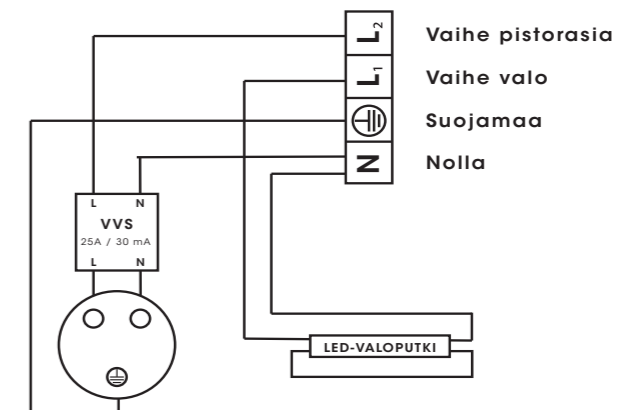 L2 Vaihe pistorasia
L1 Vaihe valo
Suojamaa
N Nolla
L N
VVS
25A / 30 mA
L N
LED-VALOPUTKI